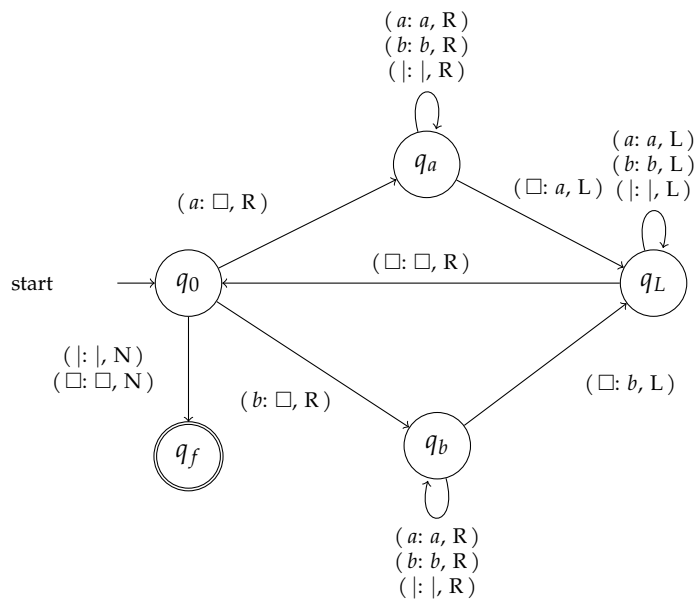 ( a: a, R )
( b: b, R )
( |: |, R )
q_a
( a: a, L )
( b: b, L )
( |: |, L )
( a: □, R )
( □: a, L )
( □: □, R )
start
q_0
q_L
( |: |, N )
( □: □, N )
( b: □, R )
( □: b, L )
q_f
q_b
( a: a, R )
( b: b, R )
( |: |, R )